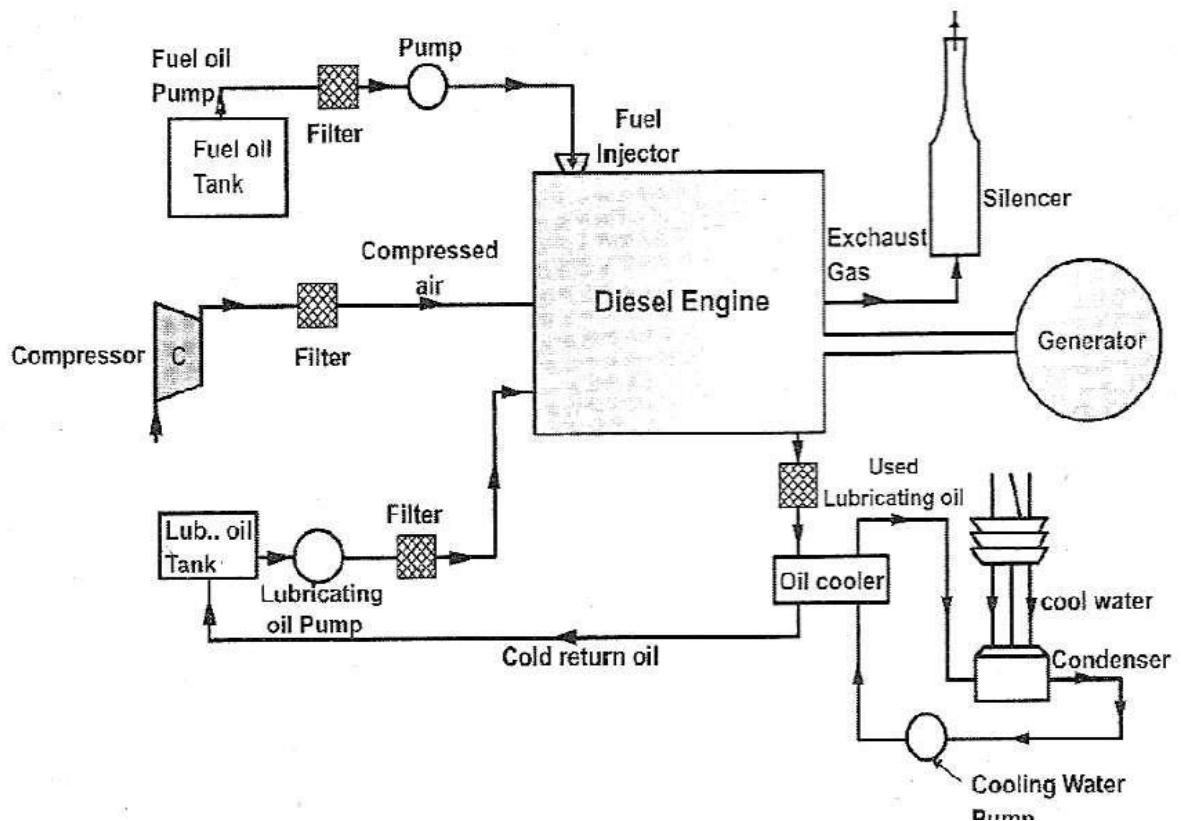 Fuel oil
Pump
Pump
Filter
Fuel oil
Tank
Fuel
Injector
Silencer
Exchaust
Gas
Compressed
air
Diesel Engine
Generator
Compressor
C
Filter
Used
Lubricating oil
Filter
Lub.. oil
Tank
Oil cooler
Lubricating
oil Pump
cool water
Cold return oil
Condenser
Cooling Water
Pump